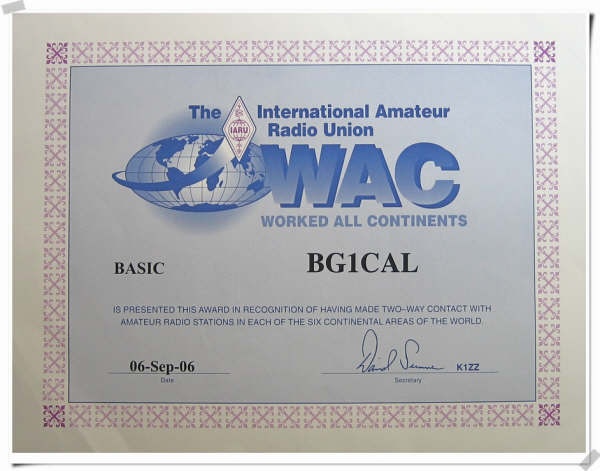 The International Amateur
Radio Union
IARU
WAC
WORKED ALL CONTINENTS
BASIC BG1CAL
IS PRESENTED THIS AWARD IN RECOGNITION OF HAVING MADE TWO-WAY CONTACT WITH
AMATEUR RADIO STATIONS IN EACH OF THE SIX CONTINENTAL AREAS OF THE WORLD.
06-Sep-06 David Sumner K1ZZ
Date Secretary